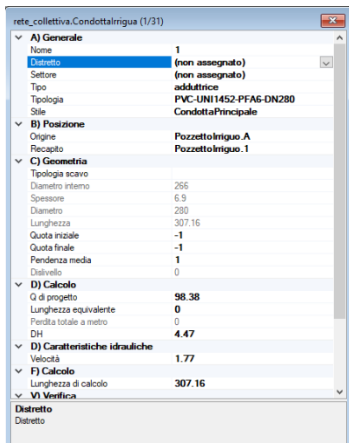 rete_collettiva.CondottaIrrigua (1/31)
A) Generale
Nome 1
Distretto (non assegnato)
Settore (non assegnato)
Tipo adduttrice
Tipologia PVC-UNI1452-PFA6-DN280
Stile CondottaPrincipale
B) Posizione
Origine PozzettoIrriguo.A
Recapito PozzettoIrriguo.1
C) Geometria
Tipologia scavo
Diametro interno 266
Spessore 6.9
Diametro 280
Lunghezza 307.16
Quota iniziale -1
Quota finale -1
Pendenza media 1
Dislivello 0
D) Calcolo
Q di progetto 98.38
Lunghezza equivalente 0
Perdita totale a metro 0
DH 4.47
D) Caratteristiche idrauliche
Velocità 1.77
F) Calcolo
Lunghezza di calcolo 307.16
V) Verifica
Distretto
Distretto